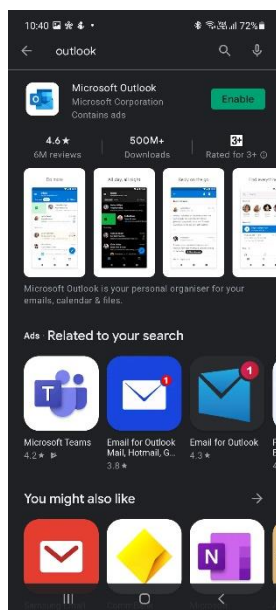 10:40
72%
outlook
Microsoft Outlook
Microsoft Corporation
Contains ads
Enable
4.6★
6M reviews
500M+
Downloads
3+
Rated for 3+
Microsoft Outlook is your personal organiser for your
emails, calendar & files.
Ads · Related to your search
Microsoft Teams
4.2★
Email for Outlook
Mail, Hotmail, G...
3.8★
Email for Outlook
4.3★
You might also like